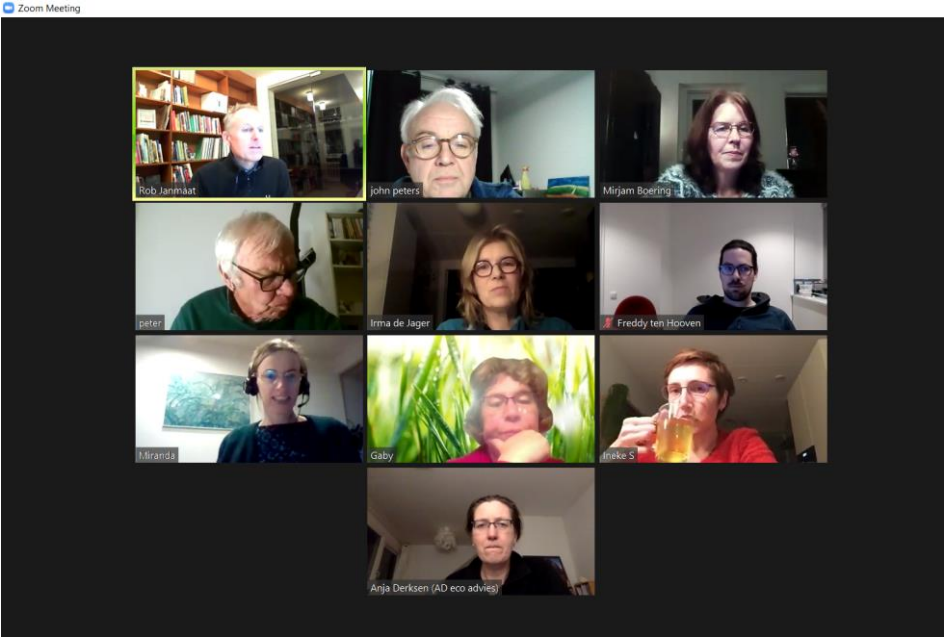 Zoom Meeting
Rob Janmaat
john peters
Mirjam Boering
peter
Irma de Jager
Freddy ten Hooven
Miranda
Gaby
Ineke S
Anja Derksen (AD eco advies)